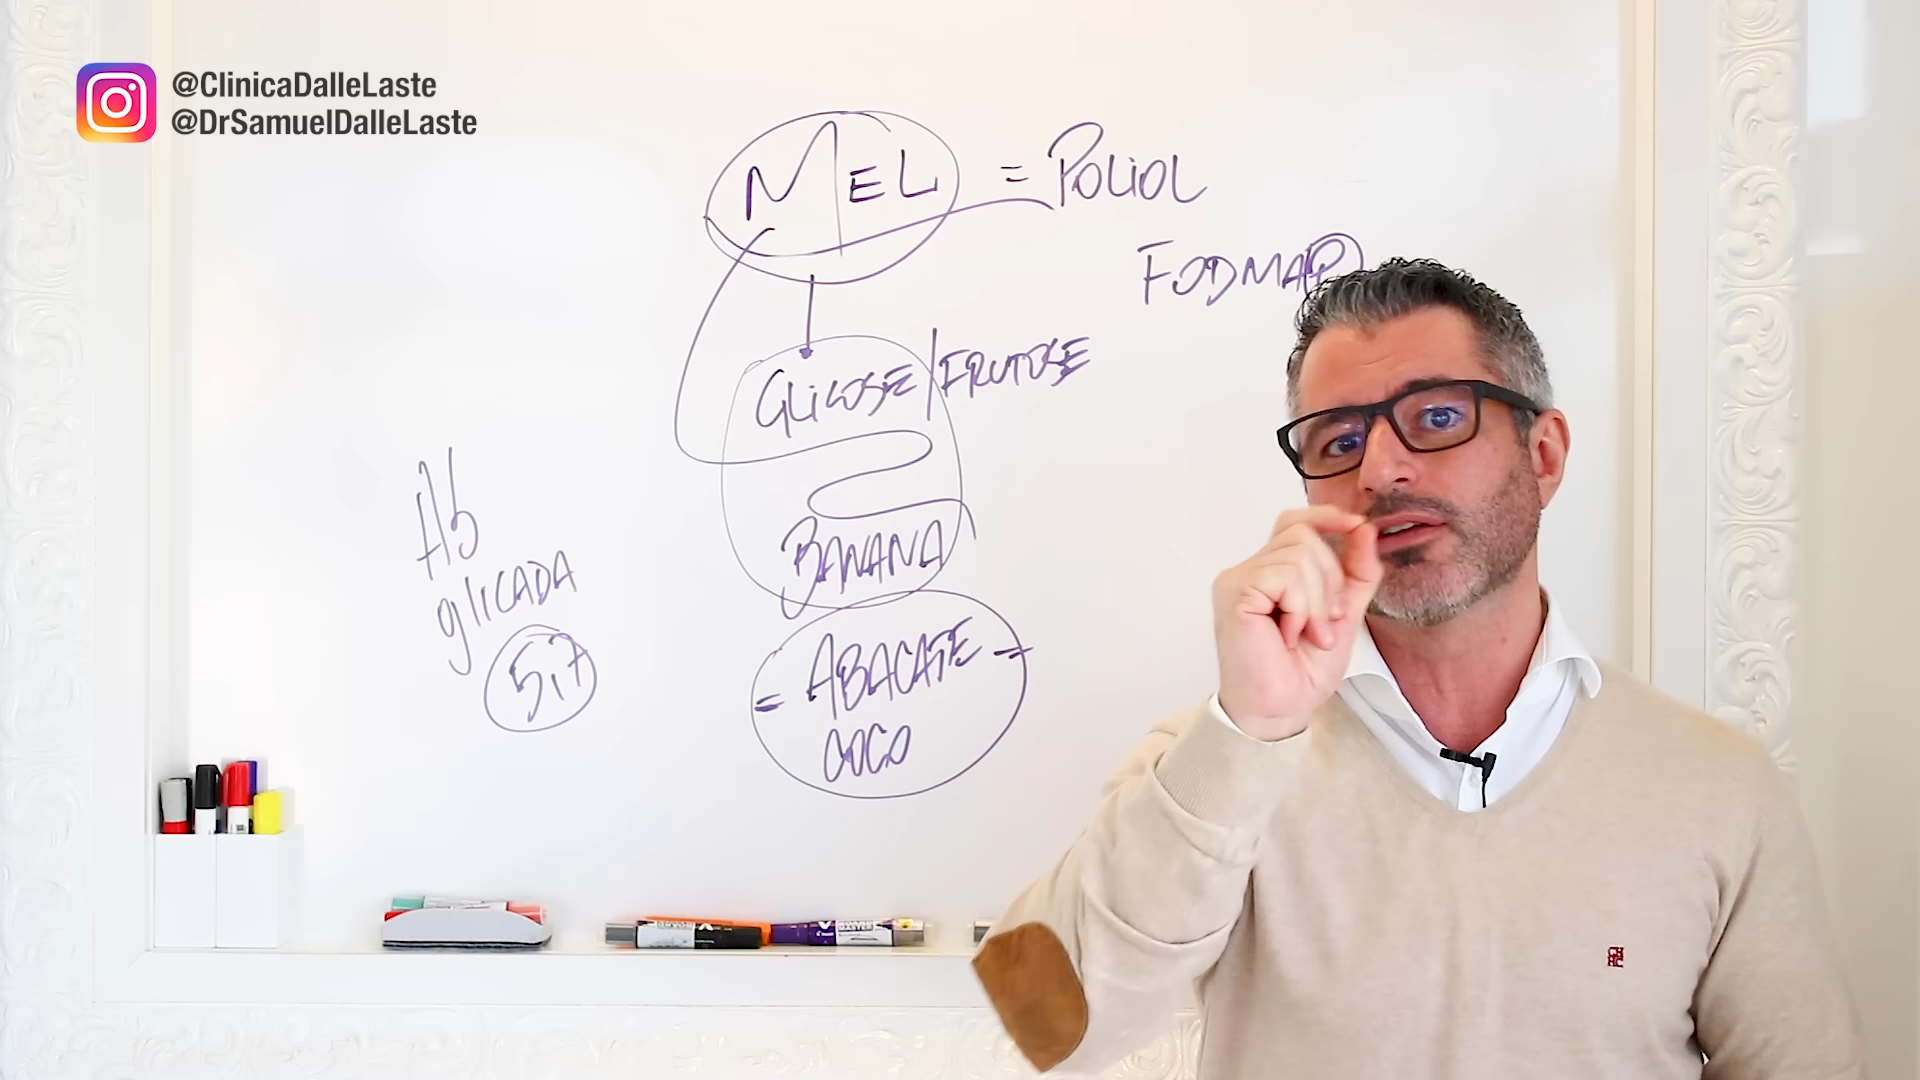 @ClinicaDalleLaste
@DrSamuelDalleLaste
MEL = POLIOL
FODMAP
GLICOSE/FRUTOSE
BANANA
= ABACATE =
COCO
Hb
glICADA
5,7